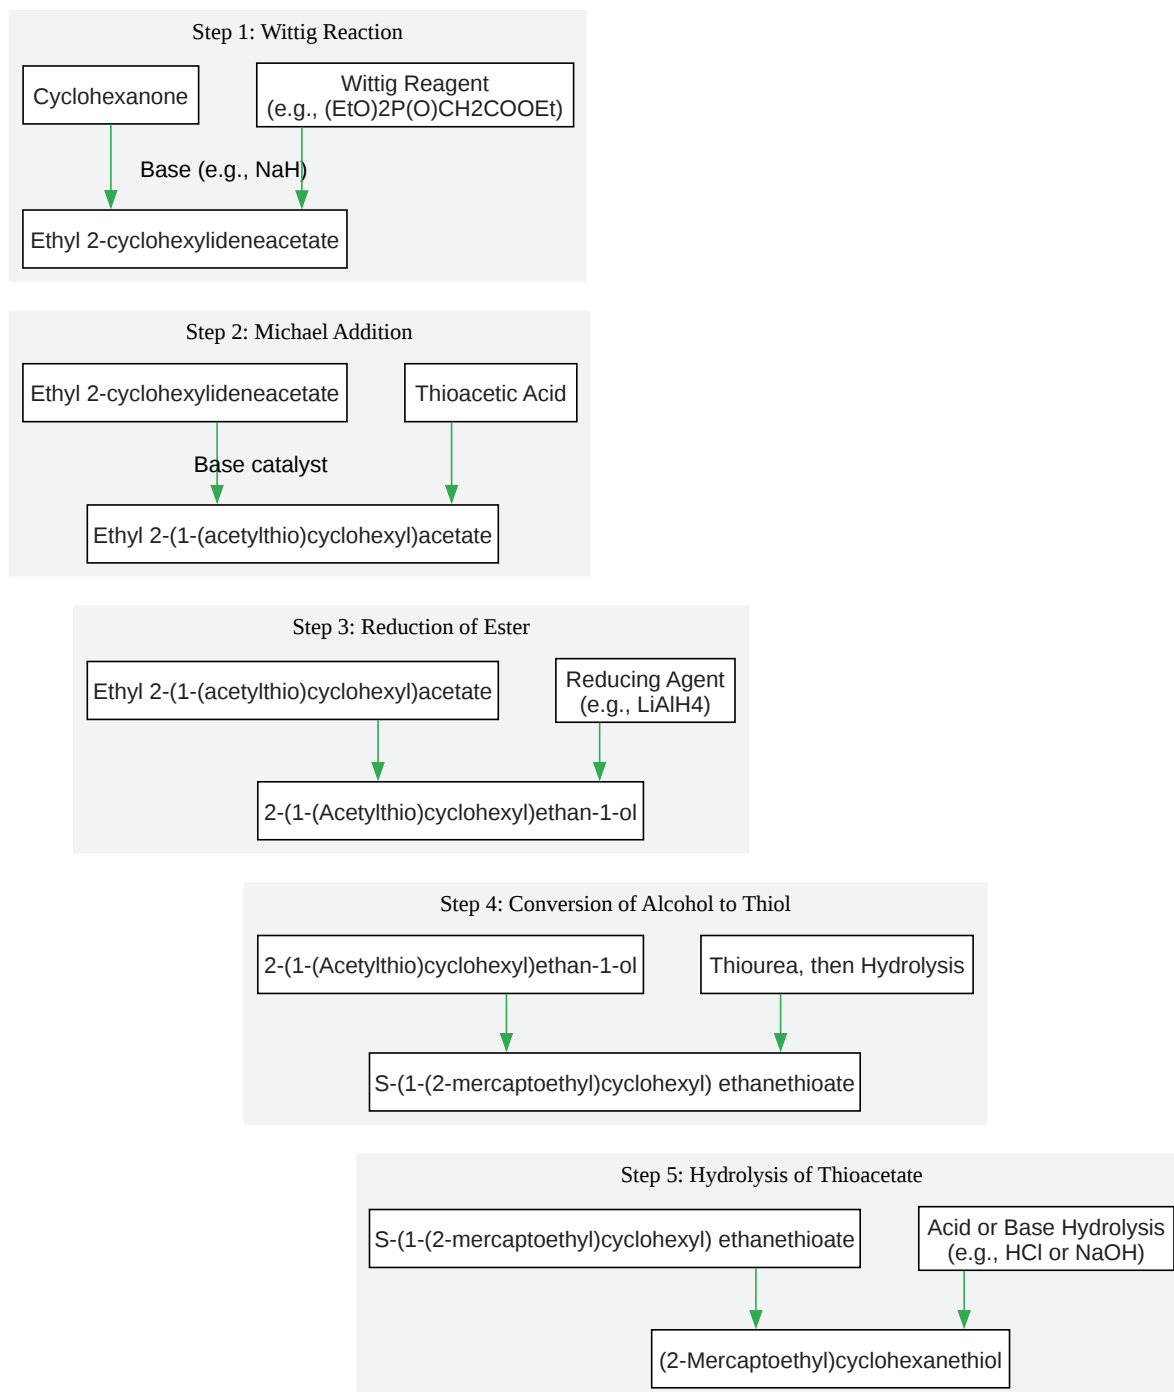 Step 1: Wittig Reaction
Cyclohexanone
Wittig Reagent
(e.g., (EtO)2P(O)CH2COOEt)
Base (e.g., NaH)
Ethyl 2-cyclohexylideneacetate
Step 2: Michael Addition
Ethyl 2-cyclohexylideneacetate
Thioacetic Acid
Base catalyst
Ethyl 2-(1-(acetylthio)cyclohexyl)acetate
Step 3: Reduction of Ester
Ethyl 2-(1-(acetylthio)cyclohexyl)acetate
Reducing Agent
(e.g., LiAlH4)
2-(1-(Acetylthio)cyclohexyl)ethan-1-ol
Step 4: Conversion of Alcohol to Thiol
2-(1-(Acetylthio)cyclohexyl)ethan-1-ol
Thiourea, then Hydrolysis
S-(1-(2-mercaptoethyl)cyclohexyl) ethanethioate
Step 5: Hydrolysis of Thioacetate
S-(1-(2-mercaptoethyl)cyclohexyl) ethanethioate
Acid or Base Hydrolysis
(e.g., HCl or NaOH)
(2-Mercaptoethyl)cyclohexanethiol